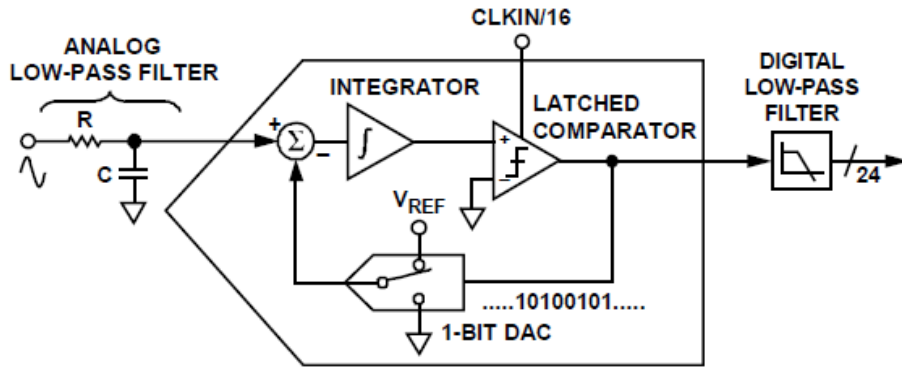 CLKIN/16
ANALOG
LOW-PASS FILTER
R
C
+
Σ
−
INTEGRATOR
∫
LATCHED
COMPARATOR
+
−
DIGITAL
LOW-PASS
FILTER
24
VREF
.....10100101.....
1-BIT DAC